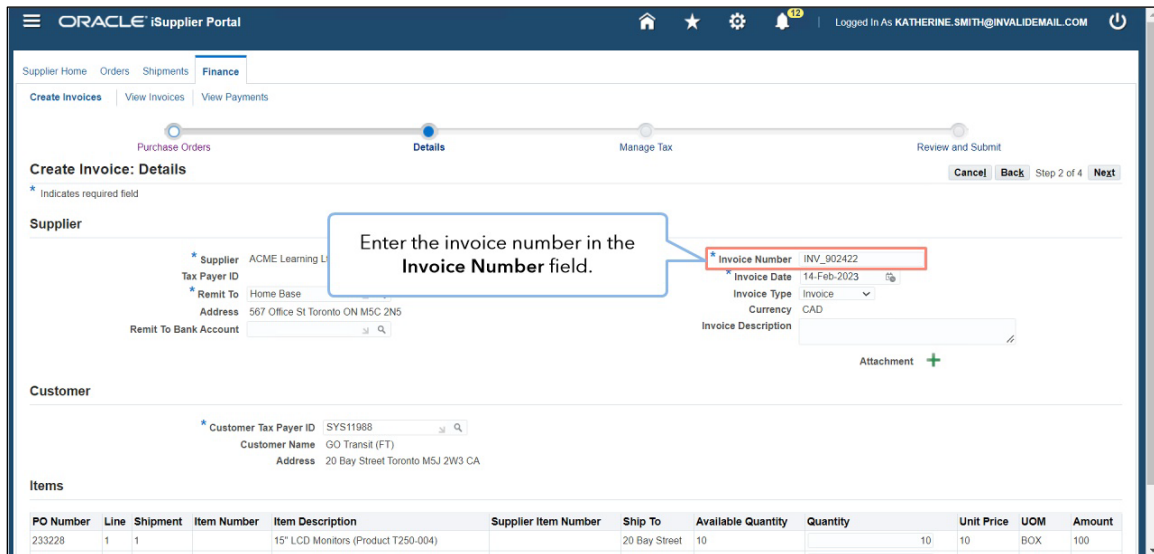 ORACLE® iSupplier Portal
12
Logged In As KATHERINE.SMITH@INVALIDEMAIL.COM
Supplier Home Orders Shipments Finance
Create Invoices View Invoices View Payments
Purchase Orders Details Manage Tax Review and Submit
Create Invoice: Details
Cancel Back Step 2 of 4 Next
* Indicates required field
Supplier
* Supplier ACME Learning
Tax Payer ID
* Remit To Home Base
Address 567 Office St Toronto ON M5C 2N5
Remit To Bank Account
Enter the invoice number in the
Invoice Number field.
* Invoice Number INV_902422
* Invoice Date 14-Feb-2023
Invoice Type Invoice
Currency CAD
Invoice Description
Attachment
Customer
* Customer Tax Payer ID SYS11988
Customer Name GO Transit (FT)
Address 20 Bay Street Toronto M5J 2W3 CA
Items
PO Number Line Shipment Item Number Item Description Supplier Item Number Ship To Available Quantity Quantity Unit Price UOM Amount
233228 1 1 15" LCD Monitors (Product T250-004) 20 Bay Street 10 10 10 BOX 100